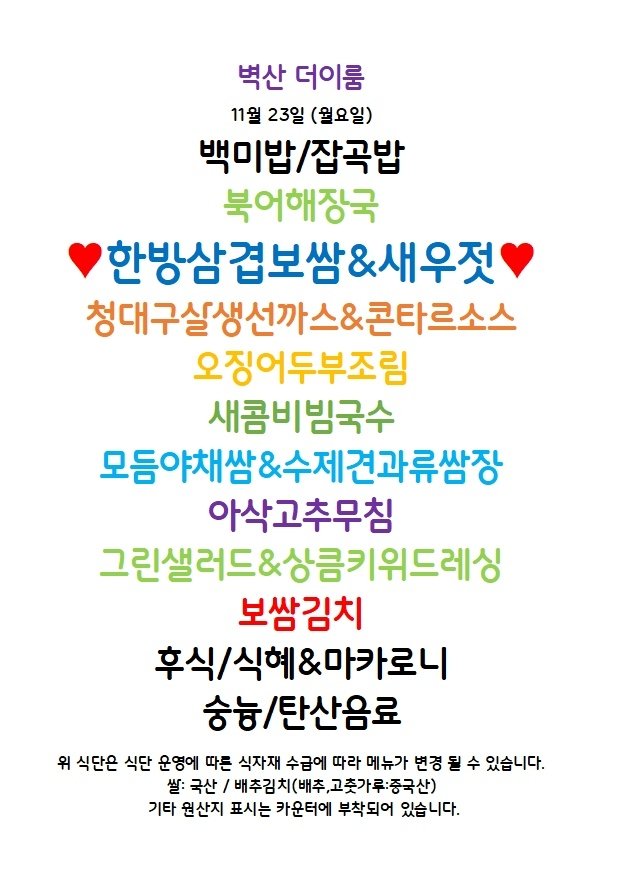 벽산 더이룸
11월 23일 (월요일)
백미밥/잡곡밥
북어해장국
♥한방삼겹보쌈&새우젓♥
청대구살생선까스&콘타르소스
오징어두부조림
새콤비빔국수
모듬야채쌈&수제견과류쌈장
아삭고추무침
그린샐러드&상큼키위드레싱
보쌈김치
후식/식혜&마카로니
숭늉/탄산음료
위 식단은 식단 운영에 따른 식자재 수급에 따라 메뉴가 변경 될 수 있습니다.
쌀: 국산 / 배추김치(배추,고춧가루:중국산)
기타 원산지 표시는 카운터에 부착되어 있습니다.